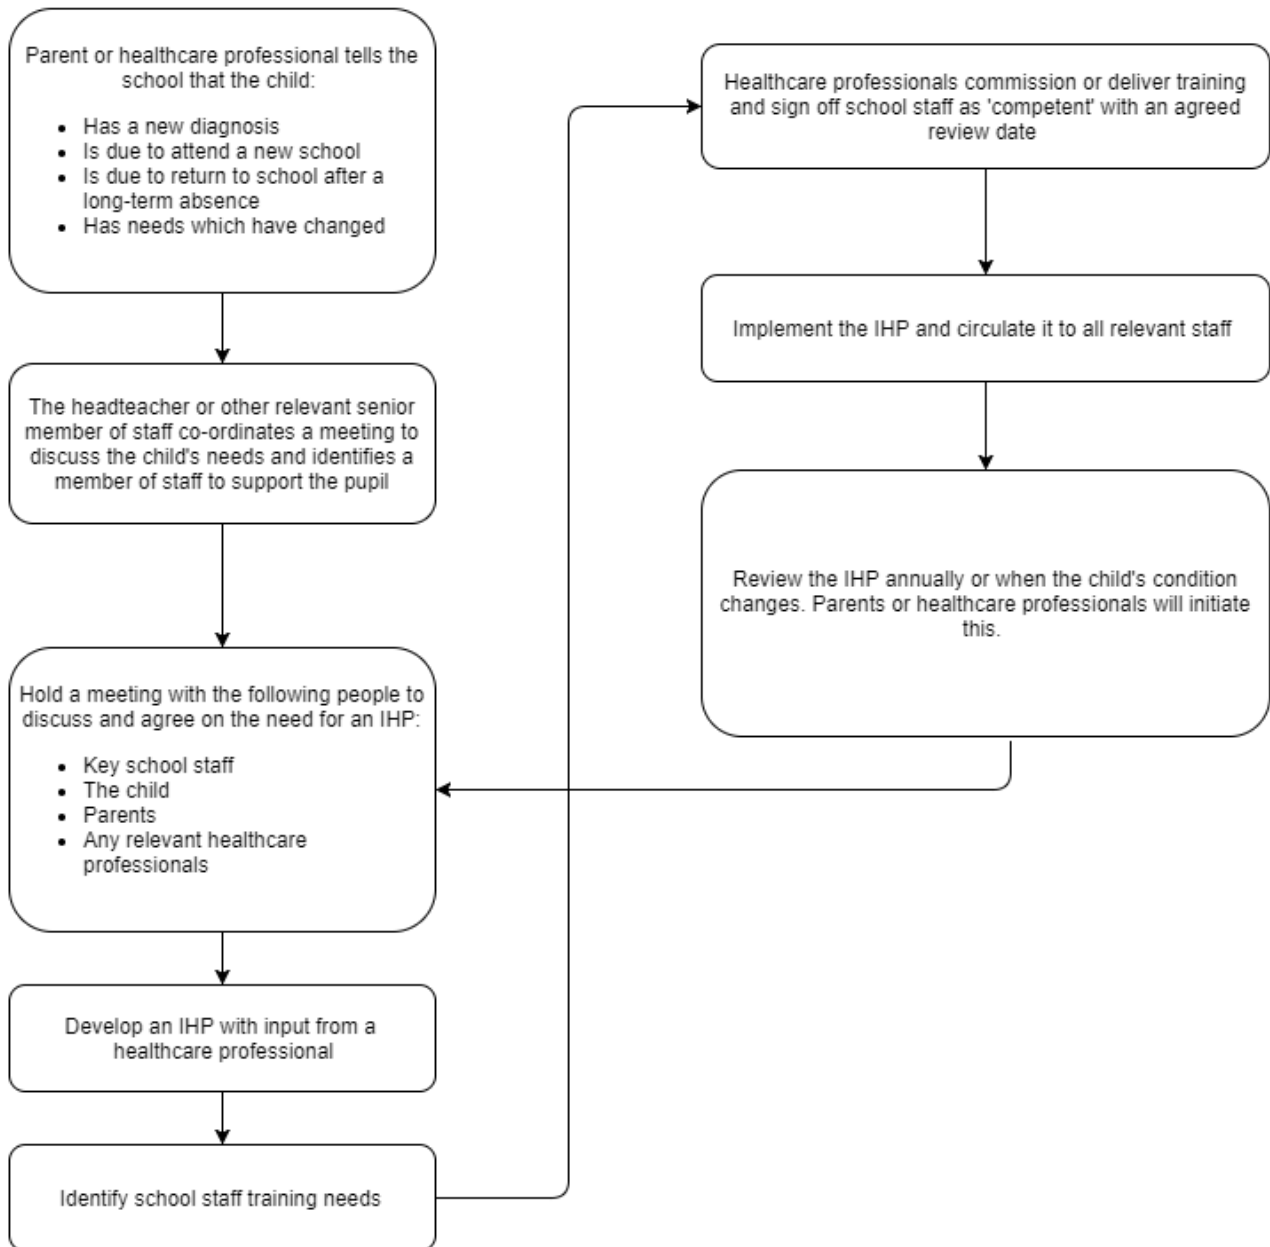 Parent or healthcare professional tells the
school that the child:
• Has a new diagnosis
• Is due to attend a new school
• Is due to return to school after a
long-term absence
• Has needs which have changed
The headteacher or other relevant senior
member of staff co-ordinates a meeting to
discuss the child's needs and identifies a
member of staff to support the pupil
Hold a meeting with the following people to
discuss and agree on the need for an IHP:
• Key school staff
• The child
• Parents
• Any relevant healthcare
professionals
Develop an IHP with input from a
healthcare professional
Identify school staff training needs
Healthcare professionals commission or deliver training
and sign off school staff as 'competent' with an agreed
review date
Implement the IHP and circulate it to all relevant staff
Review the IHP annually or when the child's condition
changes. Parents or healthcare professionals will initiate
this.